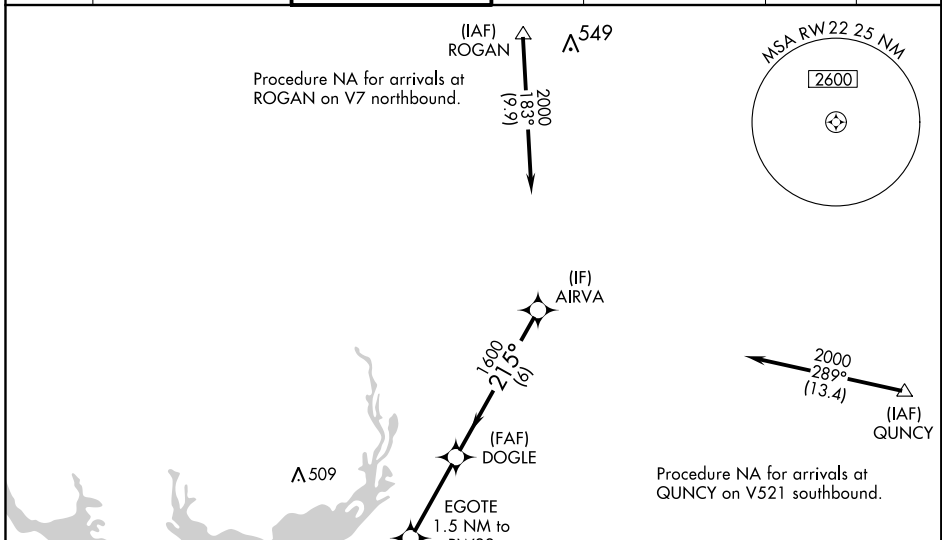 (IAF)
ROGAN
549
MSA RW22 25 NM
2600
Procedure NA for arrivals at
ROGAN on V7 northbound.
2000
183°
(9.9)
(IF)
AIRVA
1600
215°
(6)
2000
289°
(13.4)
(IAF)
QUNCY
(FAF)
DOGLE
509
Procedure NA for arrivals at
QUNCY on V521 southbound.
EGOTE
1.5 NM to